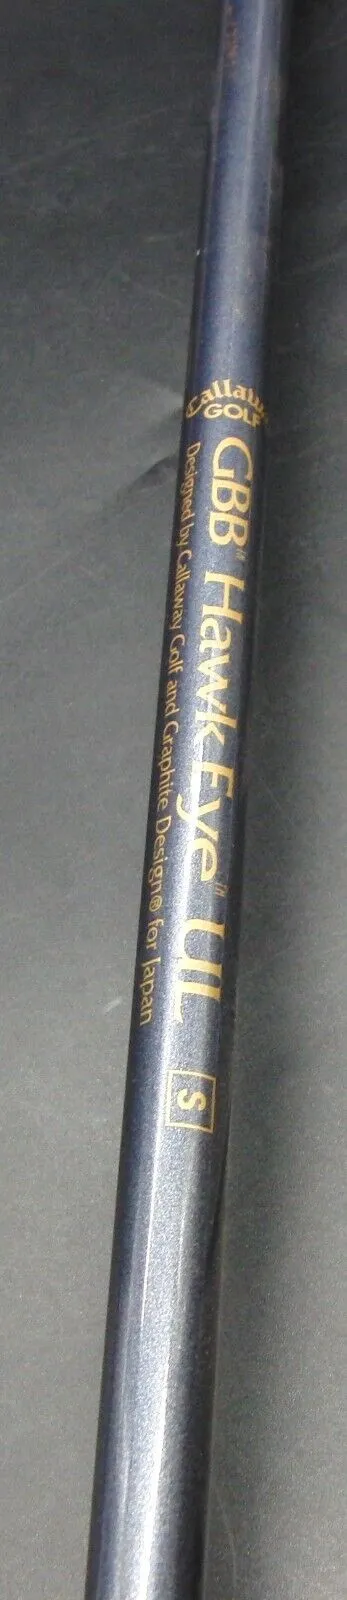 Callaway
GOLF
GBB™ Hawk Eye™ UL S
Designed by Callaway Golf and Graphite Design® for Japan